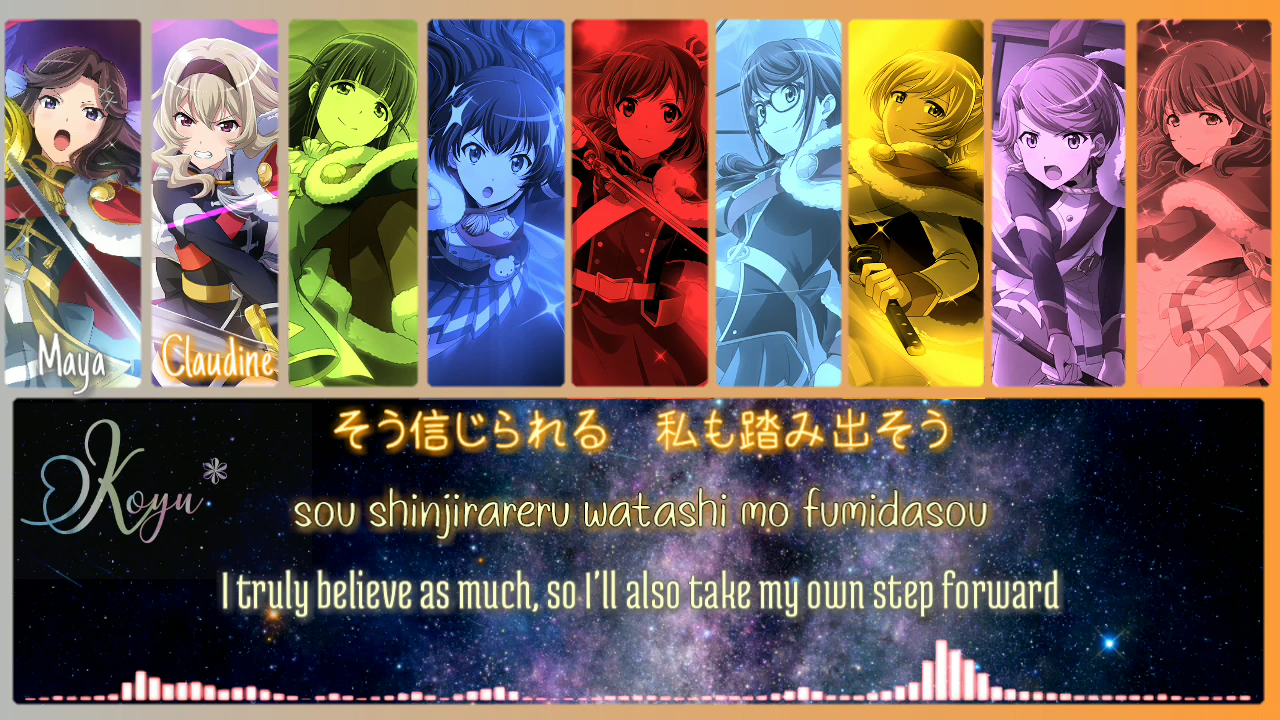 Maya
Claudine
そう信じられる　私も踏み出そう
Koyu*
sou shinjirareru watashi mo fumidasou
I truly believe as much, so I'll also take my own step forward